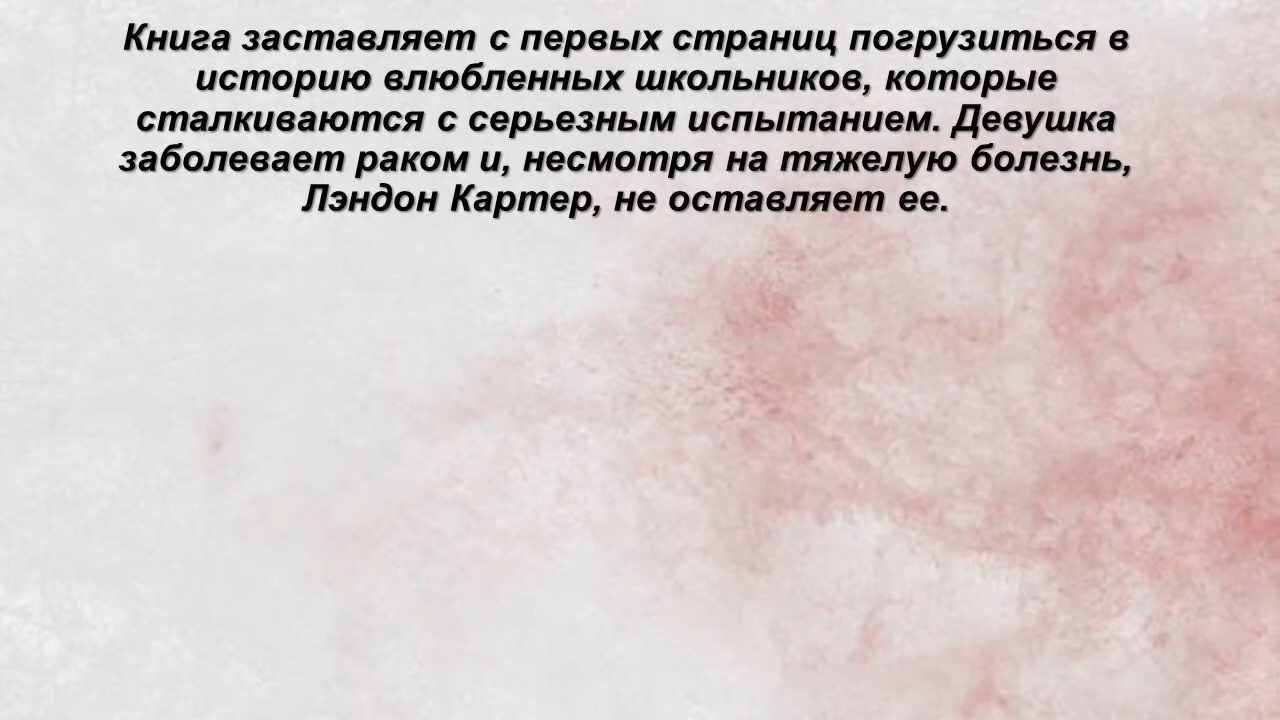 Книга заставляет с первых страниц погрузиться в
историю влюбленных школьников, которые
сталкиваются с серьезным испытанием. Девушка
заболевает раком и, несмотря на тяжелую болезнь,
Лэндон Картер, не оставляет ее.